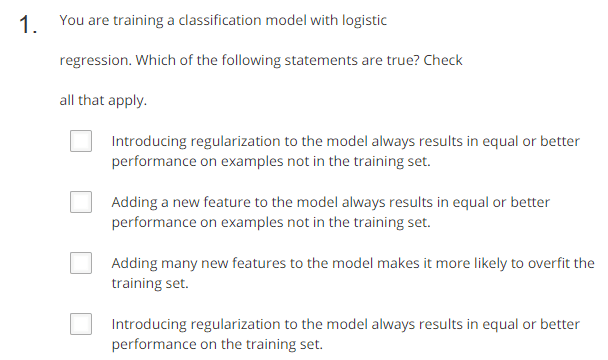 1. You are training a classification model with logistic
regression. Which of the following statements are true? Check
all that apply.
Introducing regularization to the model always results in equal or better
performance on examples not in the training set.
Adding a new feature to the model always results in equal or better
performance on examples not in the training set.
Adding many new features to the model makes it more likely to overfit the
training set.
Introducing regularization to the model always results in equal or better
performance on the training set.